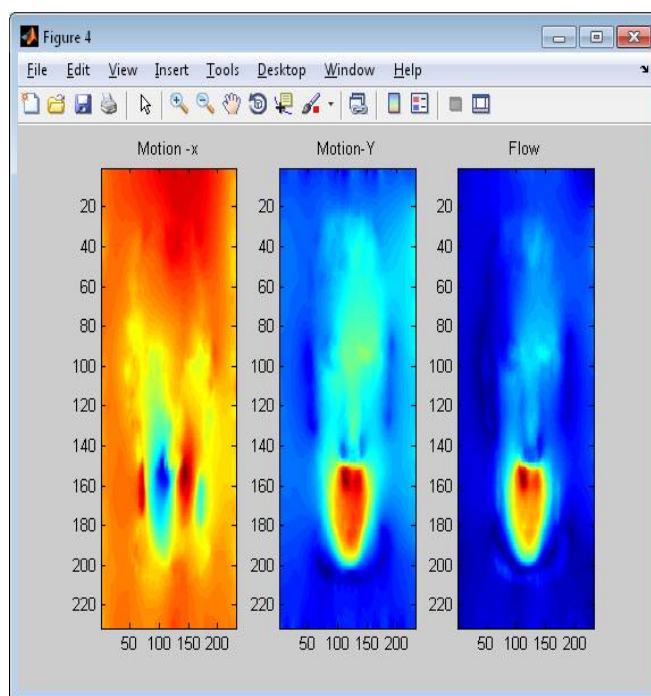 Figure 4
File Edit View Insert Tools Desktop Window Help
Motion -x Motion-Y Flow
20 20 20
40 40 40
60 60 60
80 80 80
100 100 100
120 120 120
140 140 140
160 160 160
180 180 180
200 200 200
220 220 220
50 100 150 200 50 100 150 200 50 100 150 200